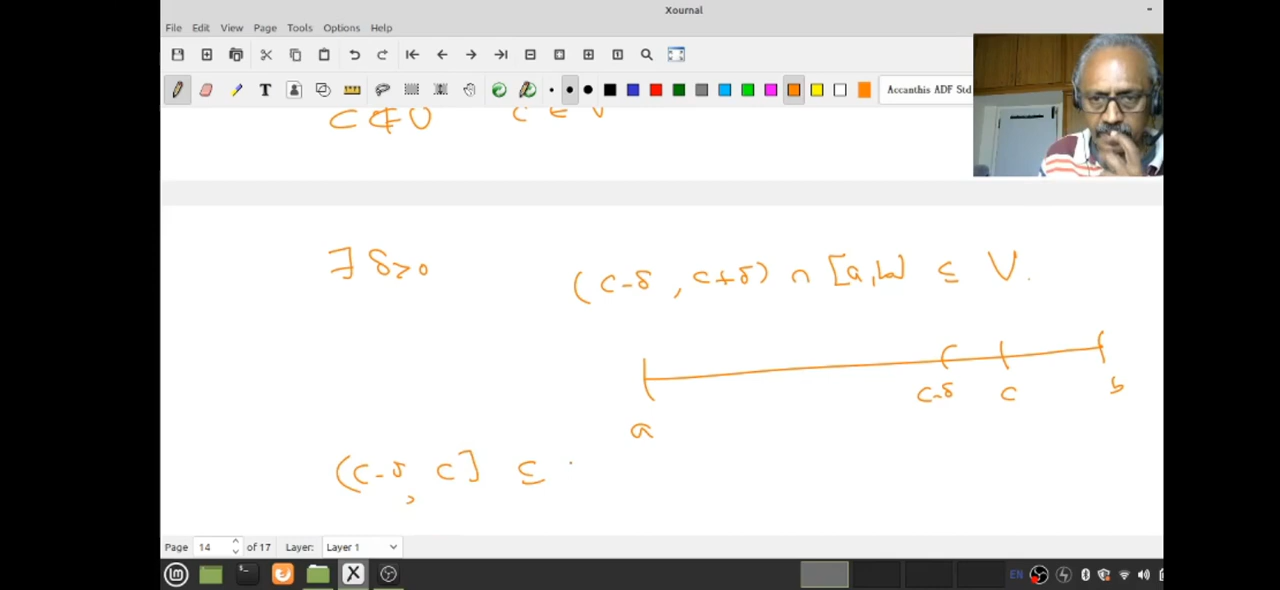 Xournal
File Edit View Page Tools Options Help
Accanthis ADF Std
C ∉ U C ∈ V
∃ δ>0 (c-δ, c+δ) ∩ [a,b] ⊆ V.
c-δ c b
a
(c-δ, c] ⊆
Page 14 of 17 Layer: Layer 1
EN